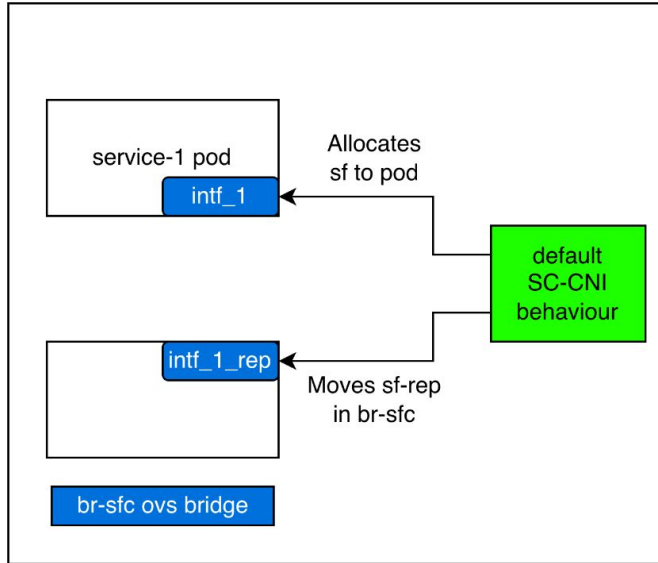 service-1 pod
intf_1
Allocates
sf to pod
default
SC-CNI
behaviour
intf_1_rep
Moves sf-rep
in br-sfc
br-sfc ovs bridge